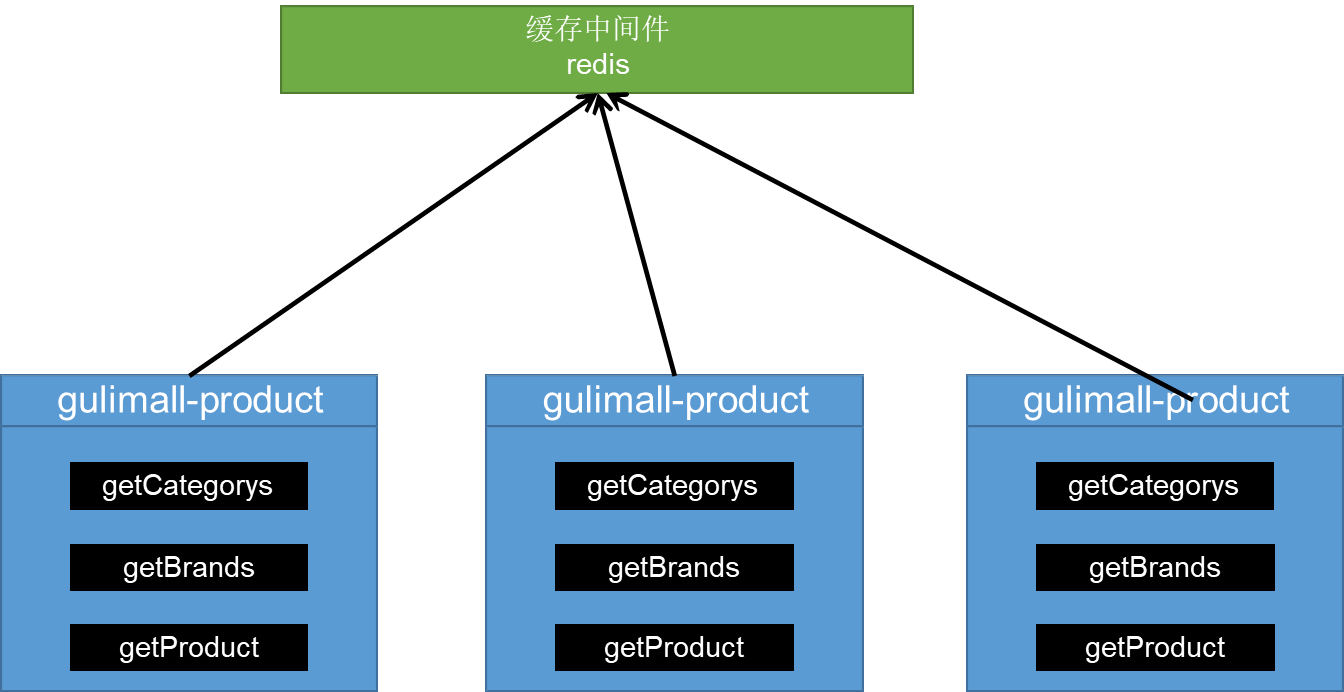 缓存中间件
redis
gulimall-product
gulimall-product
gulimall-product
getCategorys
getCategorys
getCategorys
getBrands
getBrands
getBrands
getProduct
getProduct
getProduct